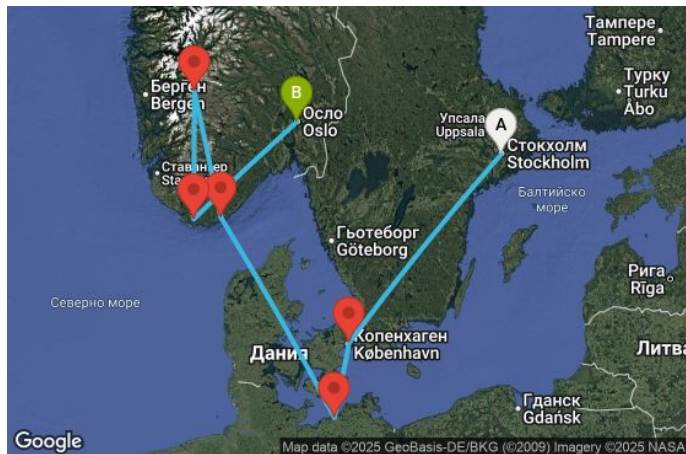 Тампере
Tampere
Берген
Bergen
B
Турку
Turku
Åbo
Осло
Oslo
Упсала
Uppsala
A
Стокхолм
Stockholm
Ставангер
Балтийско
море
Гьотеборг
Göteborg
Рига
Rīga
Северно море
Копенхаген
København
Дания
Литва
Гданск
Gdańsk
Google
Map data ©2025 GeoBasis-DE/BKG (©2009) Imagery ©2025 NASA